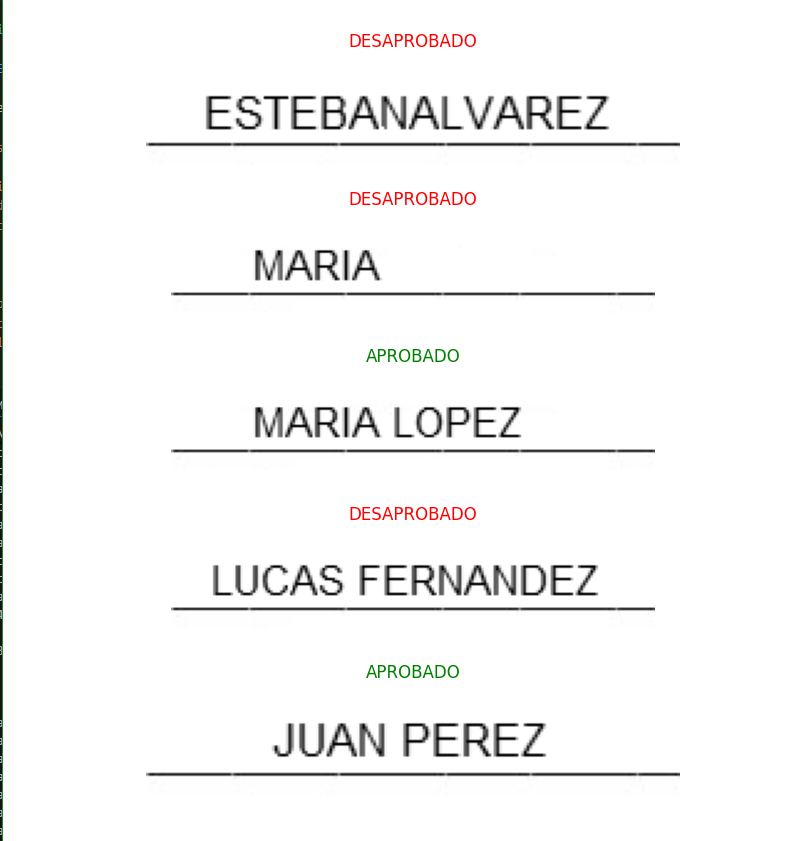 DESAPROBADO
ESTEBANALVAREZ
DESAPROBADO
MARIA
APROBADO
MARIA LOPEZ
DESAPROBADO
LUCAS FERNANDEZ
APROBADO
JUAN PEREZ